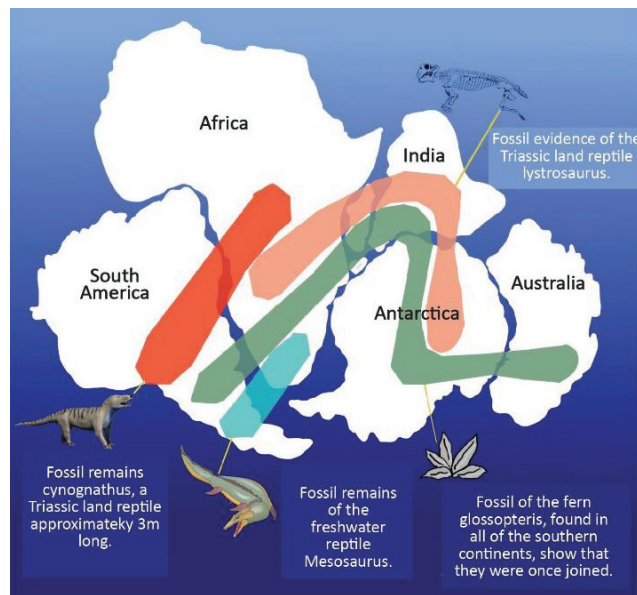 Africa
India
Fossil evidence of the
Triassic land reptile
lystrosaurus.
South
America
Australia
Antarctica
Fossil remains
cynognathus, a
Triassic land reptile
approximateky 3m
long.
Fossil remains
of the
freshwater
reptile
Mesosaurus.
Fossil of the fern
glossopteris, found in
all of the southern
continents, show that
they were once joined.